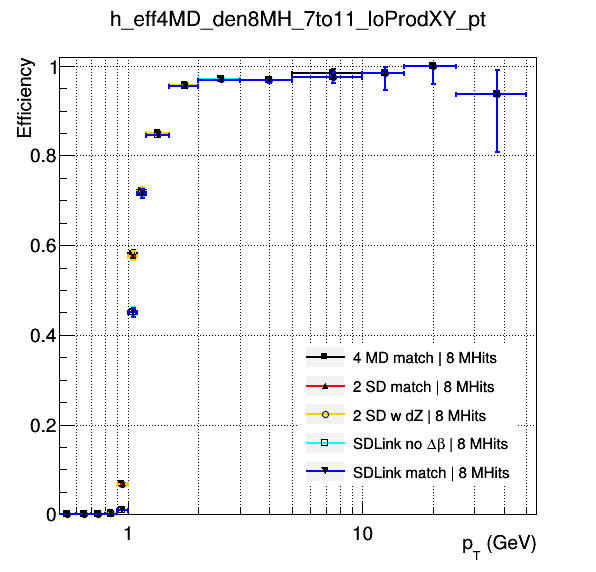 h_eff4MD_den8MH_7to11_loProdXY_pt
Efficiency
1
0.8
0.6
0.4
0.2
0
4 MD match | 8 MHits
2 SD match | 8 MHits
2 SD w dZ | 8 MHits
SDLink no Δβ | 8 MHits
SDLink match | 8 MHits
1
10
p_T (GeV)